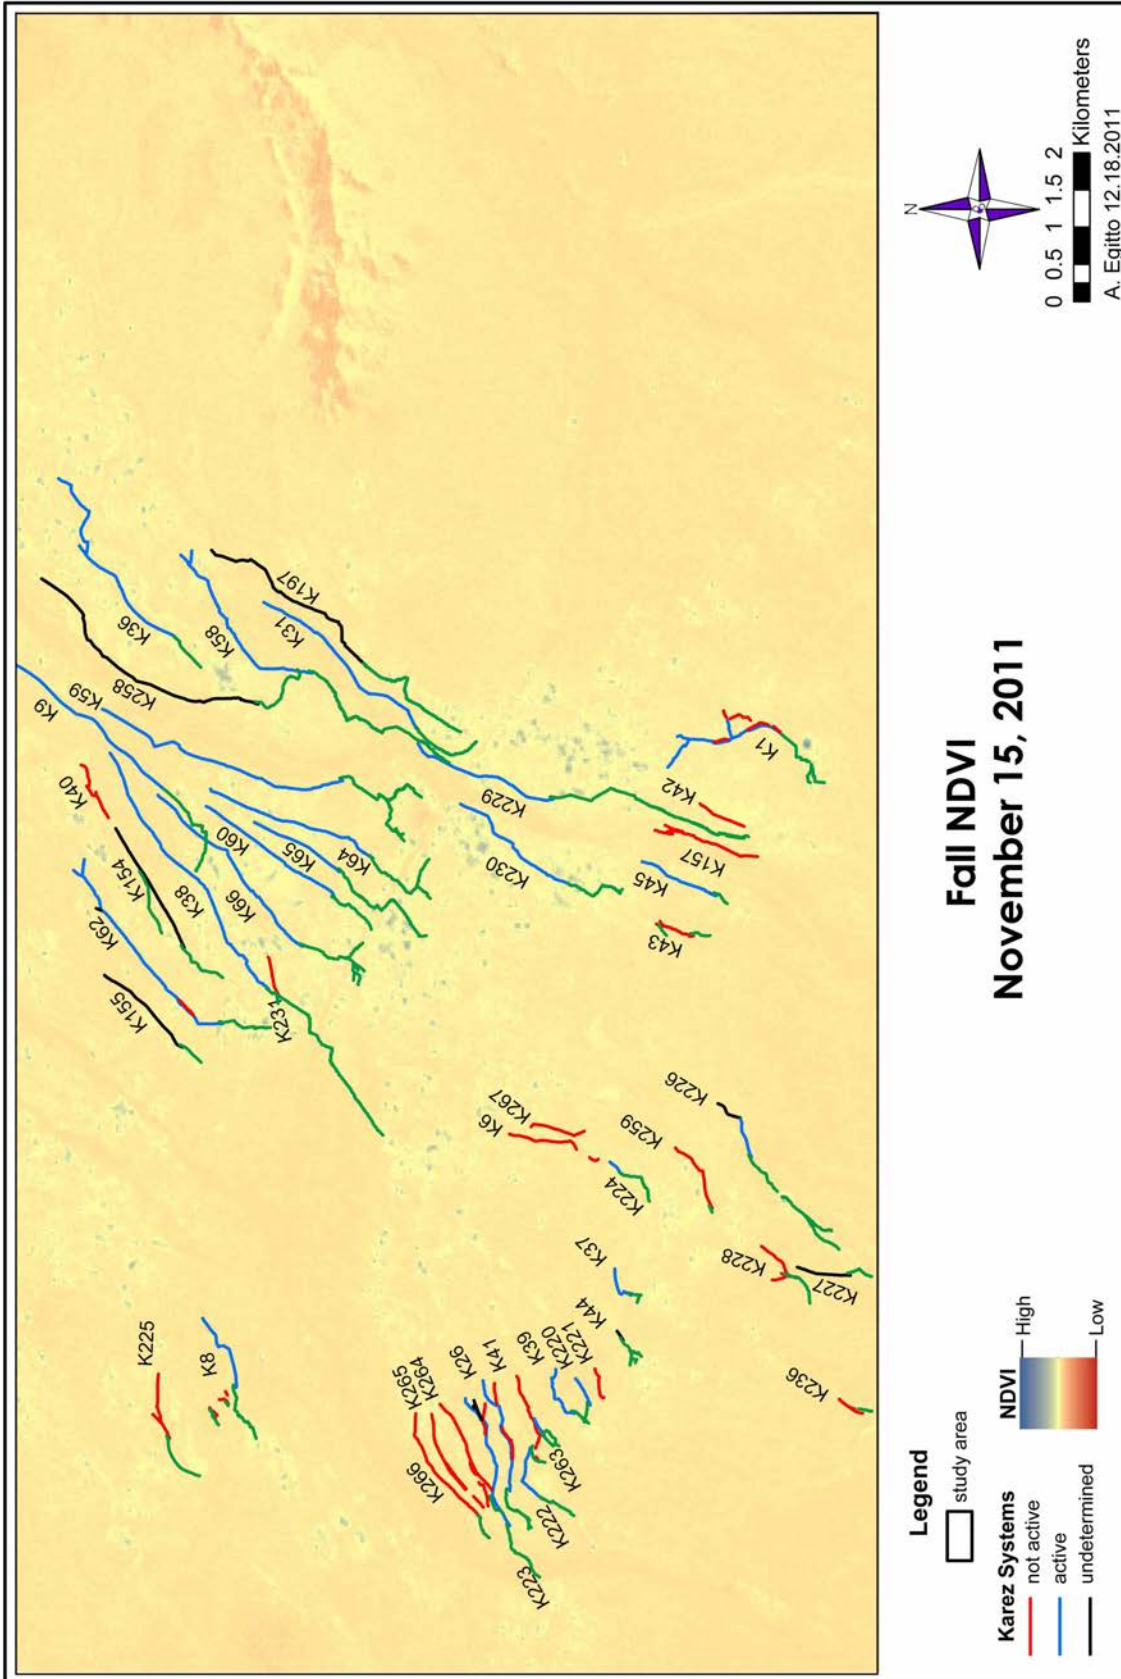 K225
K8
K155
K62
K154
K40
K9
K59
K258
K36
K58
K31
K197
K38
K66
K60
K65
K64
K231
K229
K230
K42
K157
K1
K45
K43
K266
K265
K264
K26
K41
K39
K220
K221
K263
K222
K223
K44
K37
K224
K6
K267
K259
K226
K228
K227
K236
Fall NDVI
November 15, 2011
Legend
study area
Karez Systems
not active
active
undetermined
NDVI
High
Low
N
0 0.5 1 1.5 2
Kilometers
A. Egitto 12.18.2011